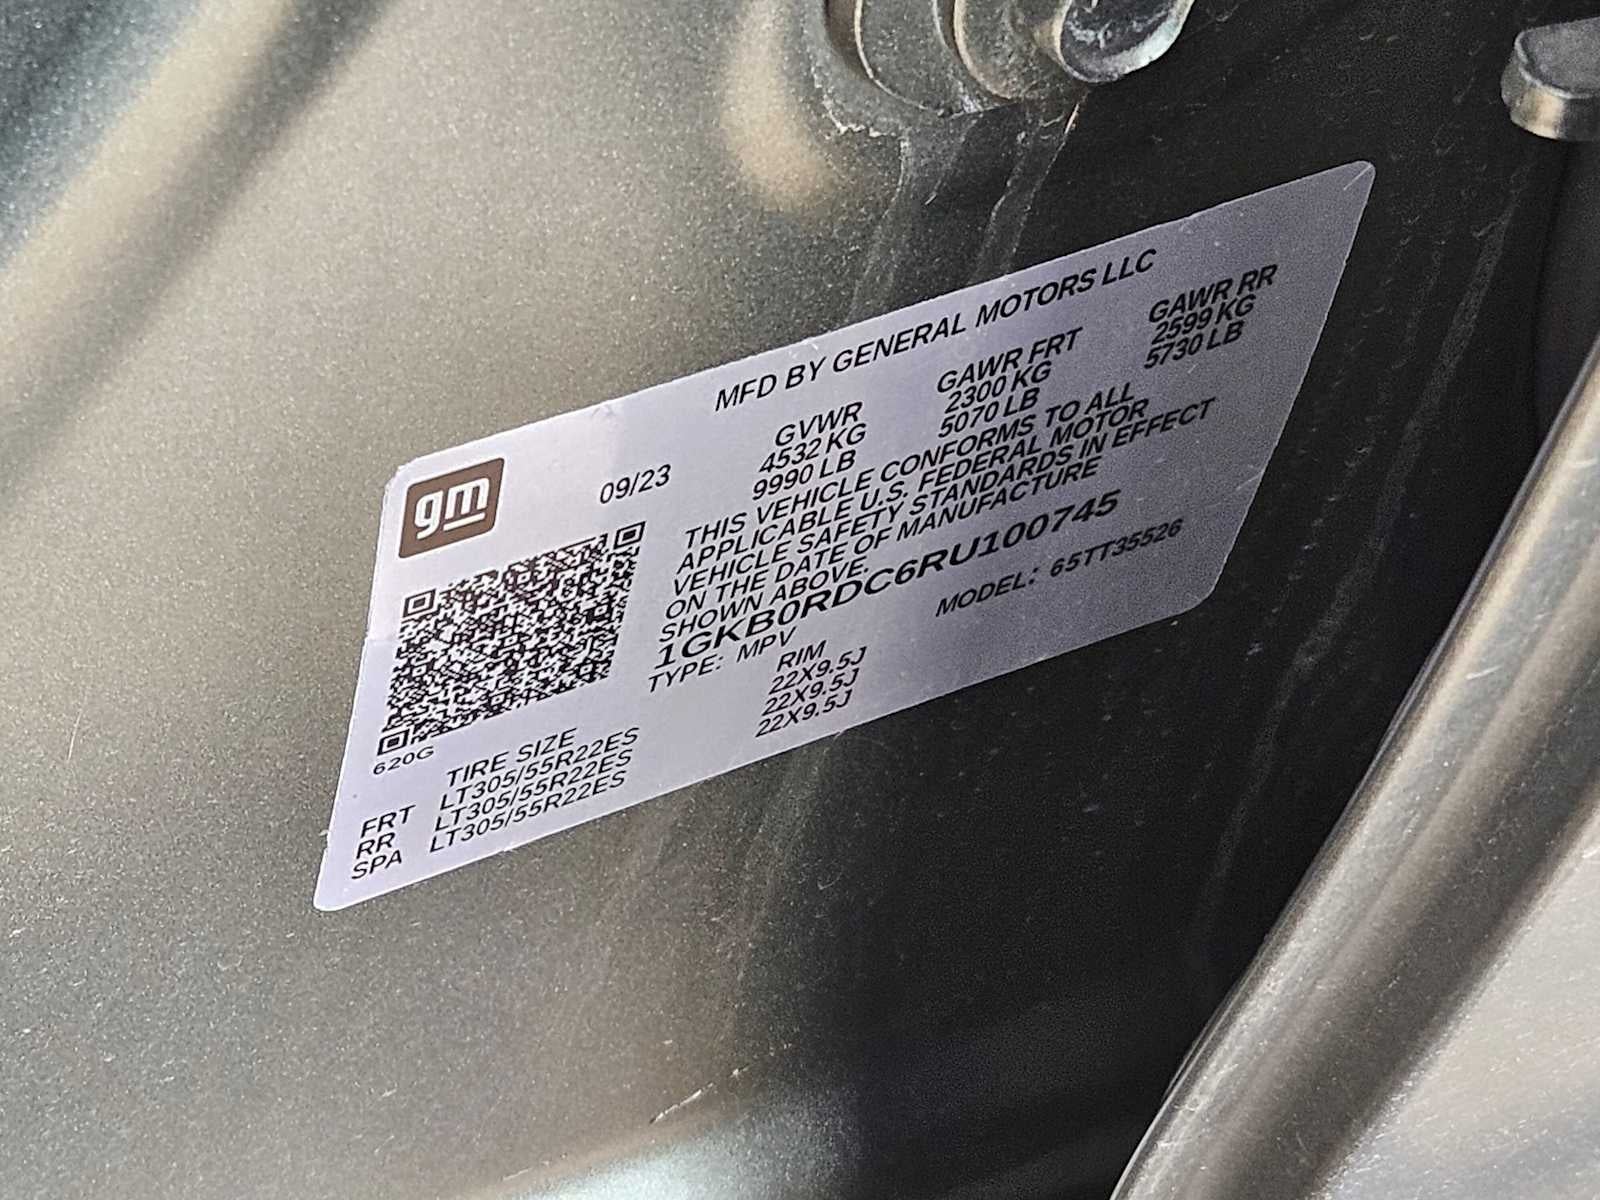 gm
MFD BY GENERAL MOTORS LLC
09/23
GVWR GAWR FRT GAWR RR
4532 KG 2300 KG 2599 KG
9990 LB 5070 LB 5730 LB
THIS VEHICLE CONFORMS TO ALL
APPLICABLE U.S. FEDERAL MOTOR
VEHICLE SAFETY STANDARDS IN EFFECT
ON THE DATE OF MANUFACTURE
SHOWN ABOVE.
1GKB0RDC6RU100745
TYPE: MPV MODEL: 65TT35526
620G
TIRE SIZE RIM
FRT LT305/55R22ES 22X9.5J
RR LT305/55R22ES 22X9.5J
SPA LT305/55R22ES 22X9.5J